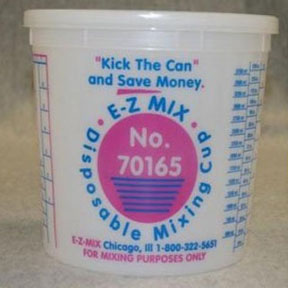 "Kick The Can"
and Save Money.
• E-Z MIX •
Disposable Mixing Cup
No.
70165
E-Z-MIX Chicago, Ill 1-800-322-5651
FOR MIXING PURPOSES ONLY